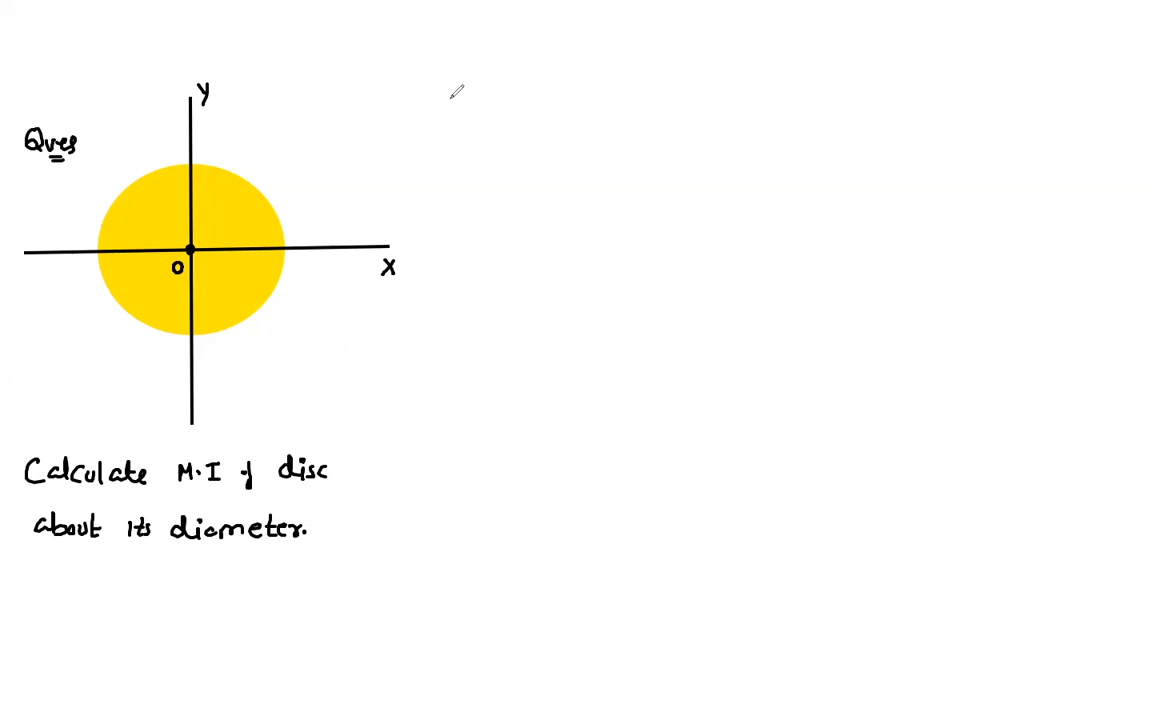 Y
Ques
O
X
Calculate M.I of disc
about its diameter.